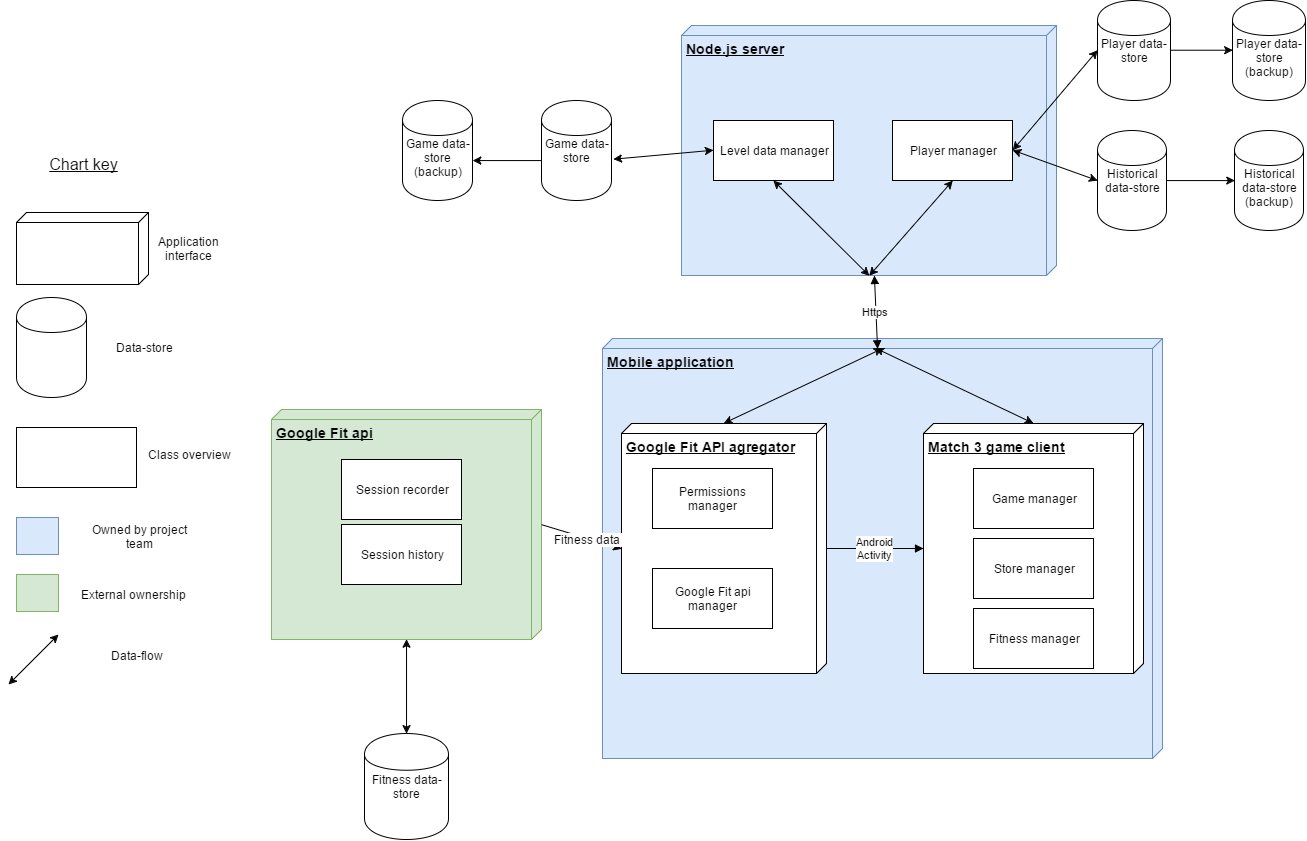 Chart key
Application
interface
Data-store
Class overview
Owned by project
team
External ownership
Data-flow
Node.js server
Level data manager
Player manager
Game data-
store
(backup)
Game data-
store
Player data-
store
Player data-
store
(backup)
Historical
data-store
Historical
data-store
(backup)
Https
Mobile application
Google Fit API agregator
Permissions
manager
Google Fit api
manager
Android
Activity
Match 3 game client
Game manager
Store manager
Fitness manager
Google Fit api
Session recorder
Session history
Fitness data
Fitness data-
store